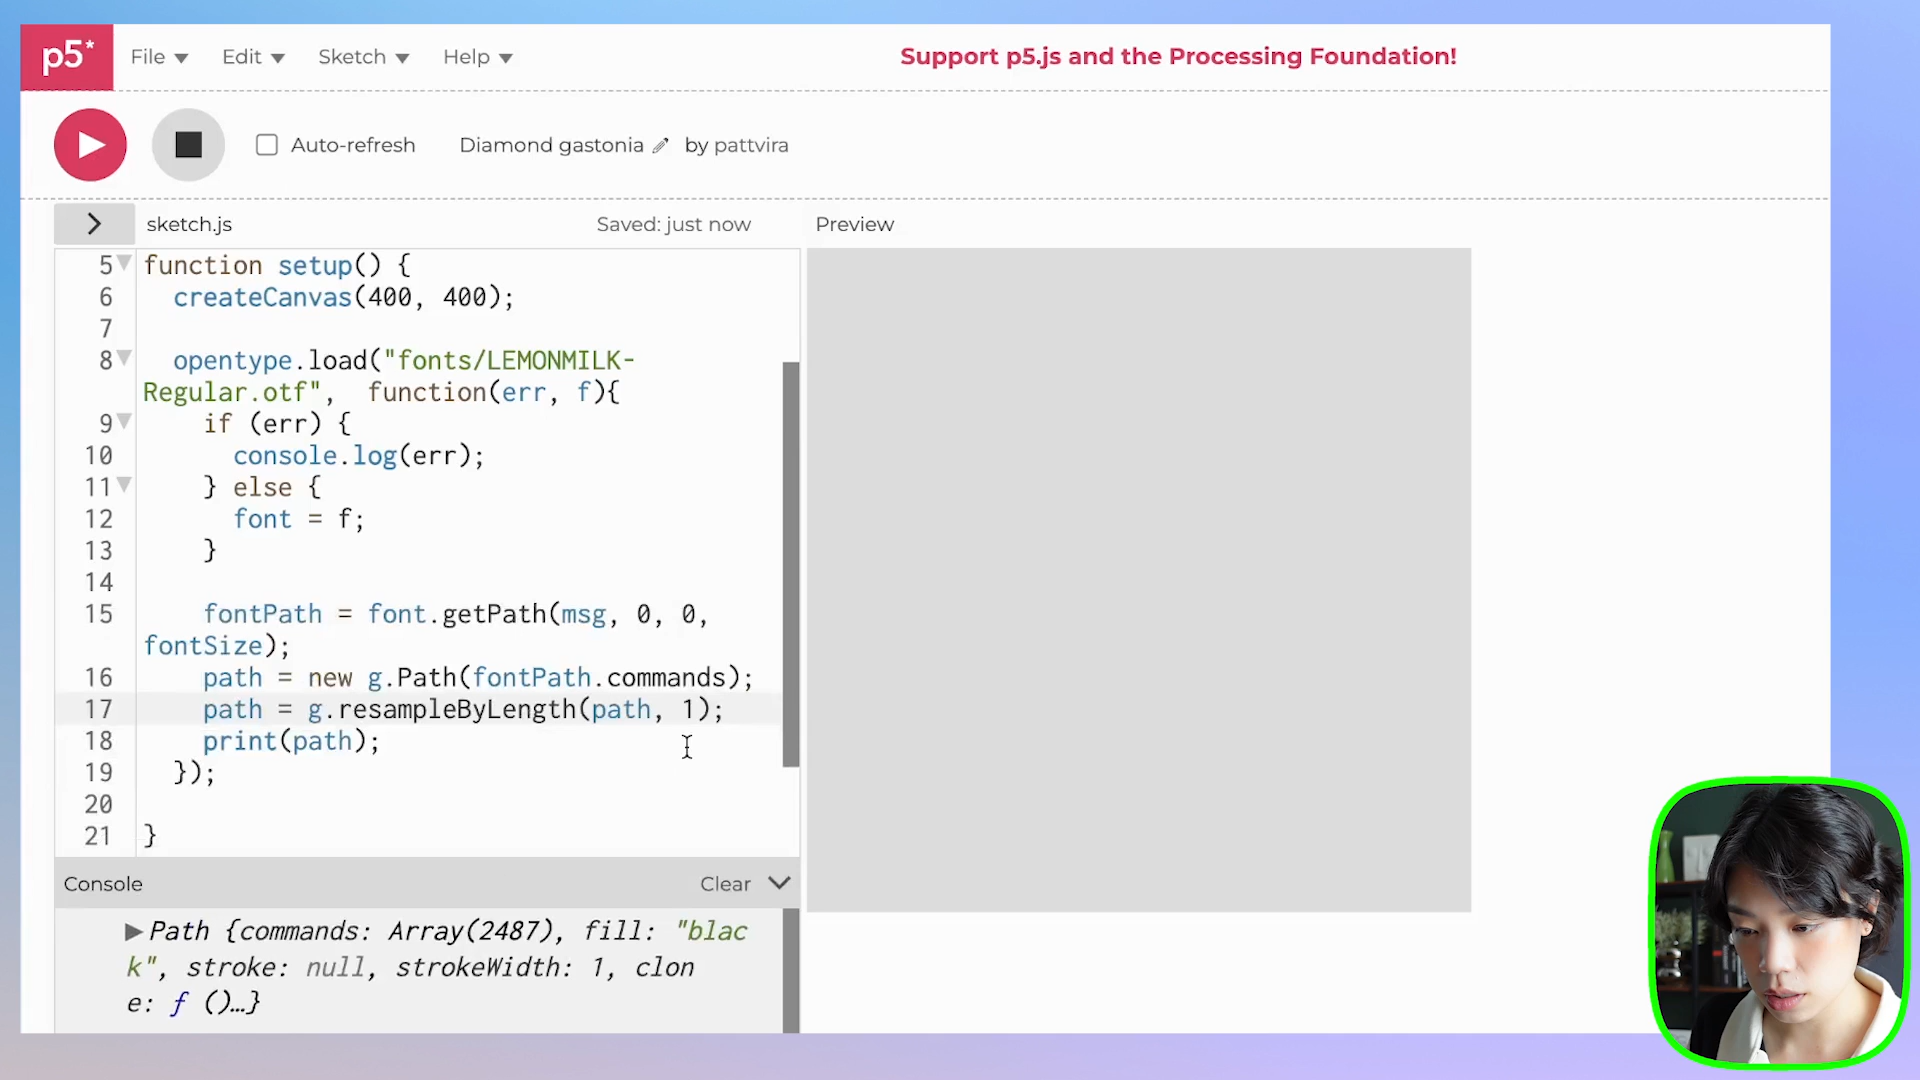 p5*
File Edit Sketch Help
Support p5.js and the Processing Foundation!
Auto-refresh Diamond gastonia by pattvira
sketch.js Saved: just now Preview
5 function setup() {
6 createCanvas(400, 400);
7
8 opentype.load("fonts/LEMONMILK-
Regular.otf", function(err, f){
9 if (err) {
10 console.log(err);
11 } else {
12 font = f;
13 }
14
15 fontPath = font.getPath(msg, 0, 0,
fontSize);
16 path = new g.Path(fontPath.commands);
17 path = g.resampleByLength(path, 1);
18 print(path);
19 });
20
21 }
Console Clear
Path {commands: Array(2487), fill: "blac
k", stroke: null, strokeWidth: 1, clon
e: ƒ ()…}